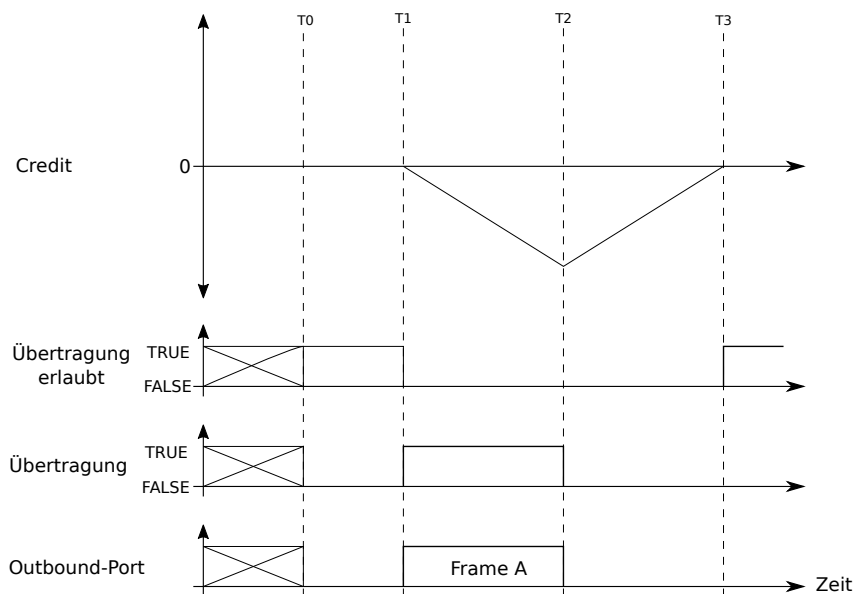 T0
T1
T2
T3
Credit
0
Übertragung
erlaubt
TRUE
FALSE
Übertragung
TRUE
FALSE
Outbound-Port
Frame A
Zeit